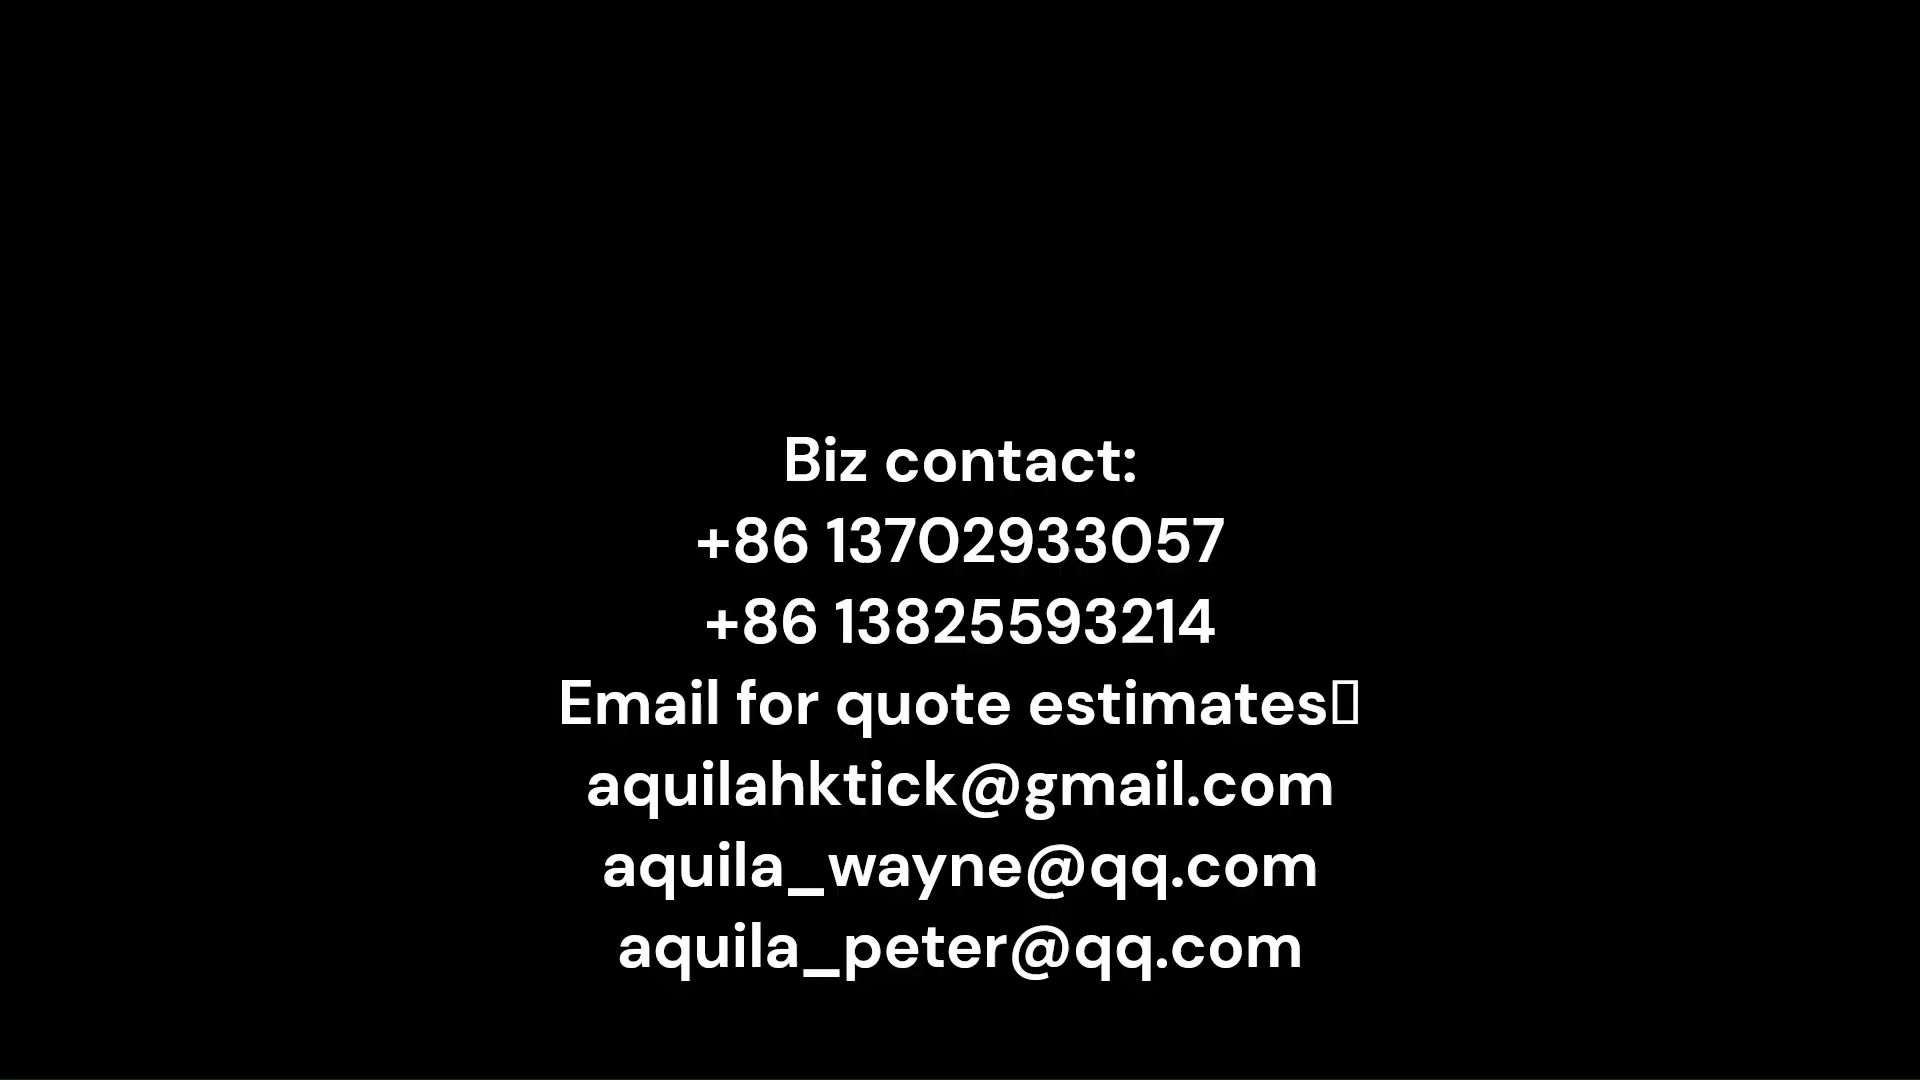 Biz contact:
+86 13702933057
+86 13825593214
Email for quote estimates▯
aquilahktick@gmail.com
aquila_wayne@qq.com
aquila_peter@qq.com